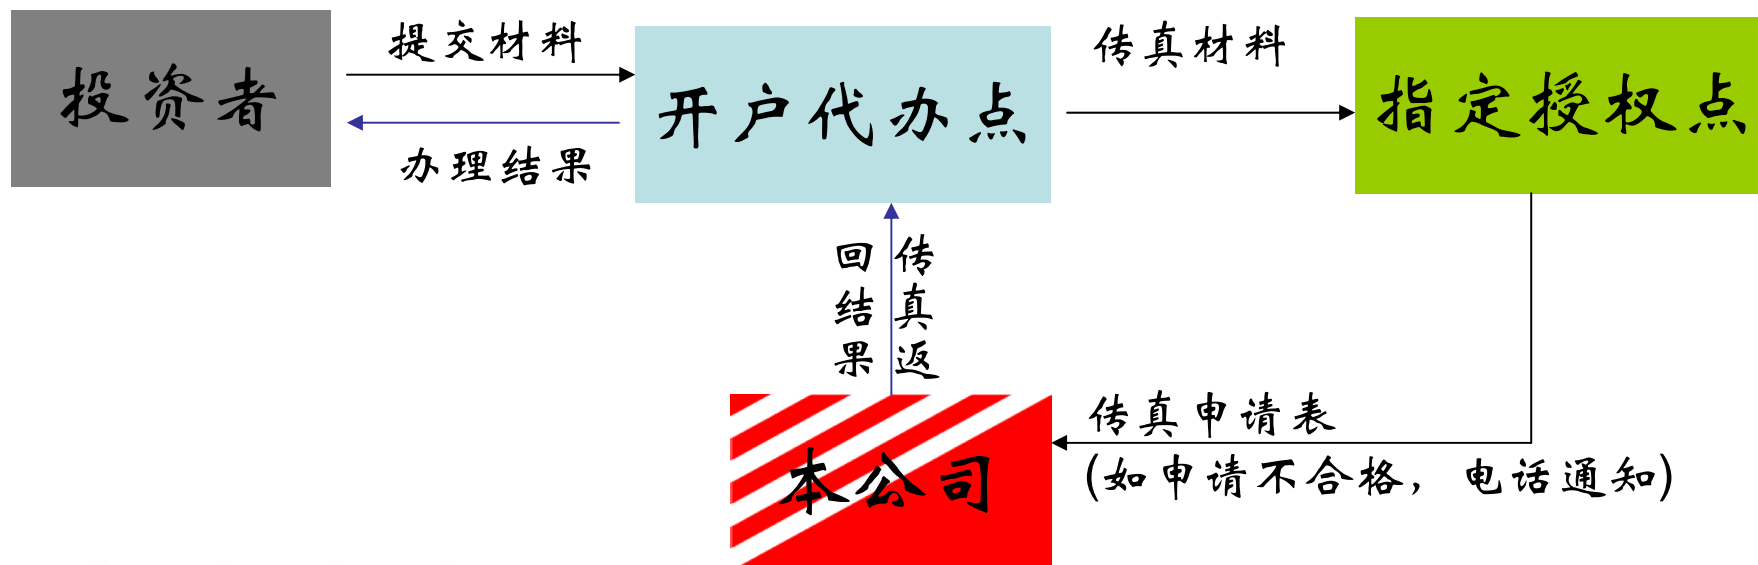 投资者
提交材料
办理结果
开户代办点
传真材料
指定授权点
传真返
回结果
本公司
传真申请表
(如申请不合格，电话通知)